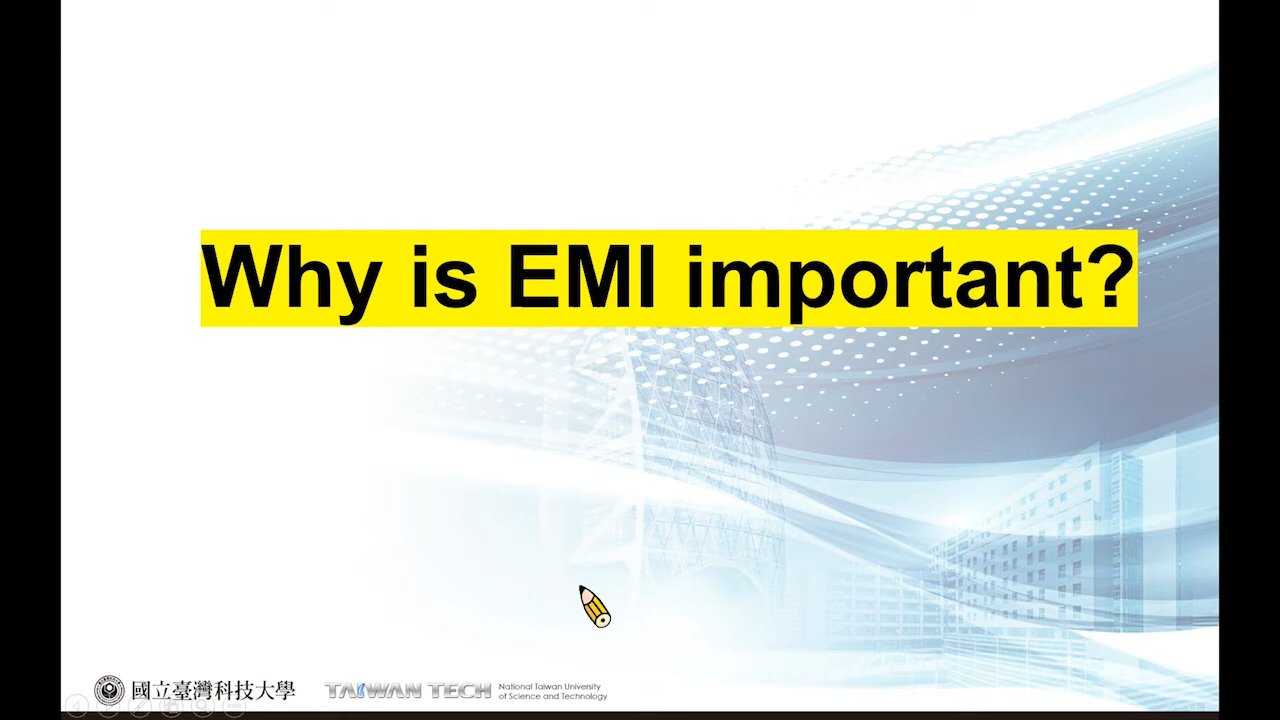 Why is EMI important?
國立臺灣科技大學
TAIWAN TECH
National Taiwan University
of Science and Technology